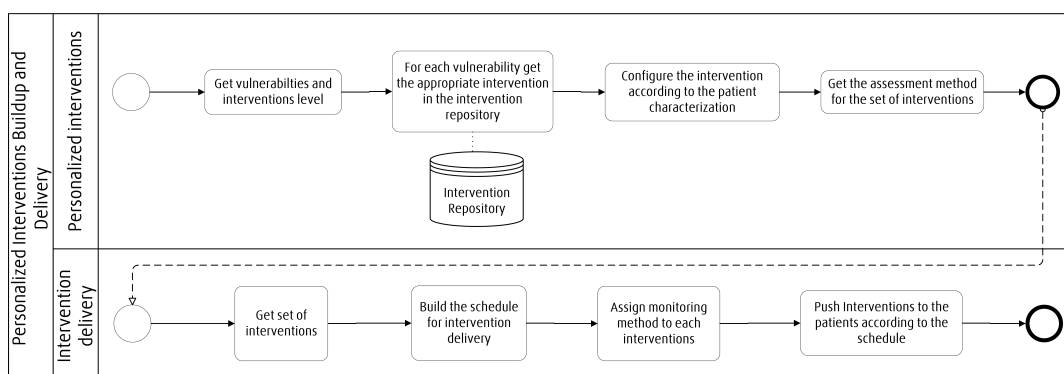 Personalized Interventions Buildup and
Delivery
Personalized interventions
Get vulnerabilties and
interventions level
For each vulnerability get
the appropriate intervention
in the intervention
repository
Configure the intervention
according to the patient
characterization
Get the assessment method
for the set of interventions
Intervention
Repository
Intervention
delivery
Get set of
interventions
Build the schedule
for intervention
delivery
Assign monitoring
method to each
interventions
Push Interventions to the
patients according to the
schedule